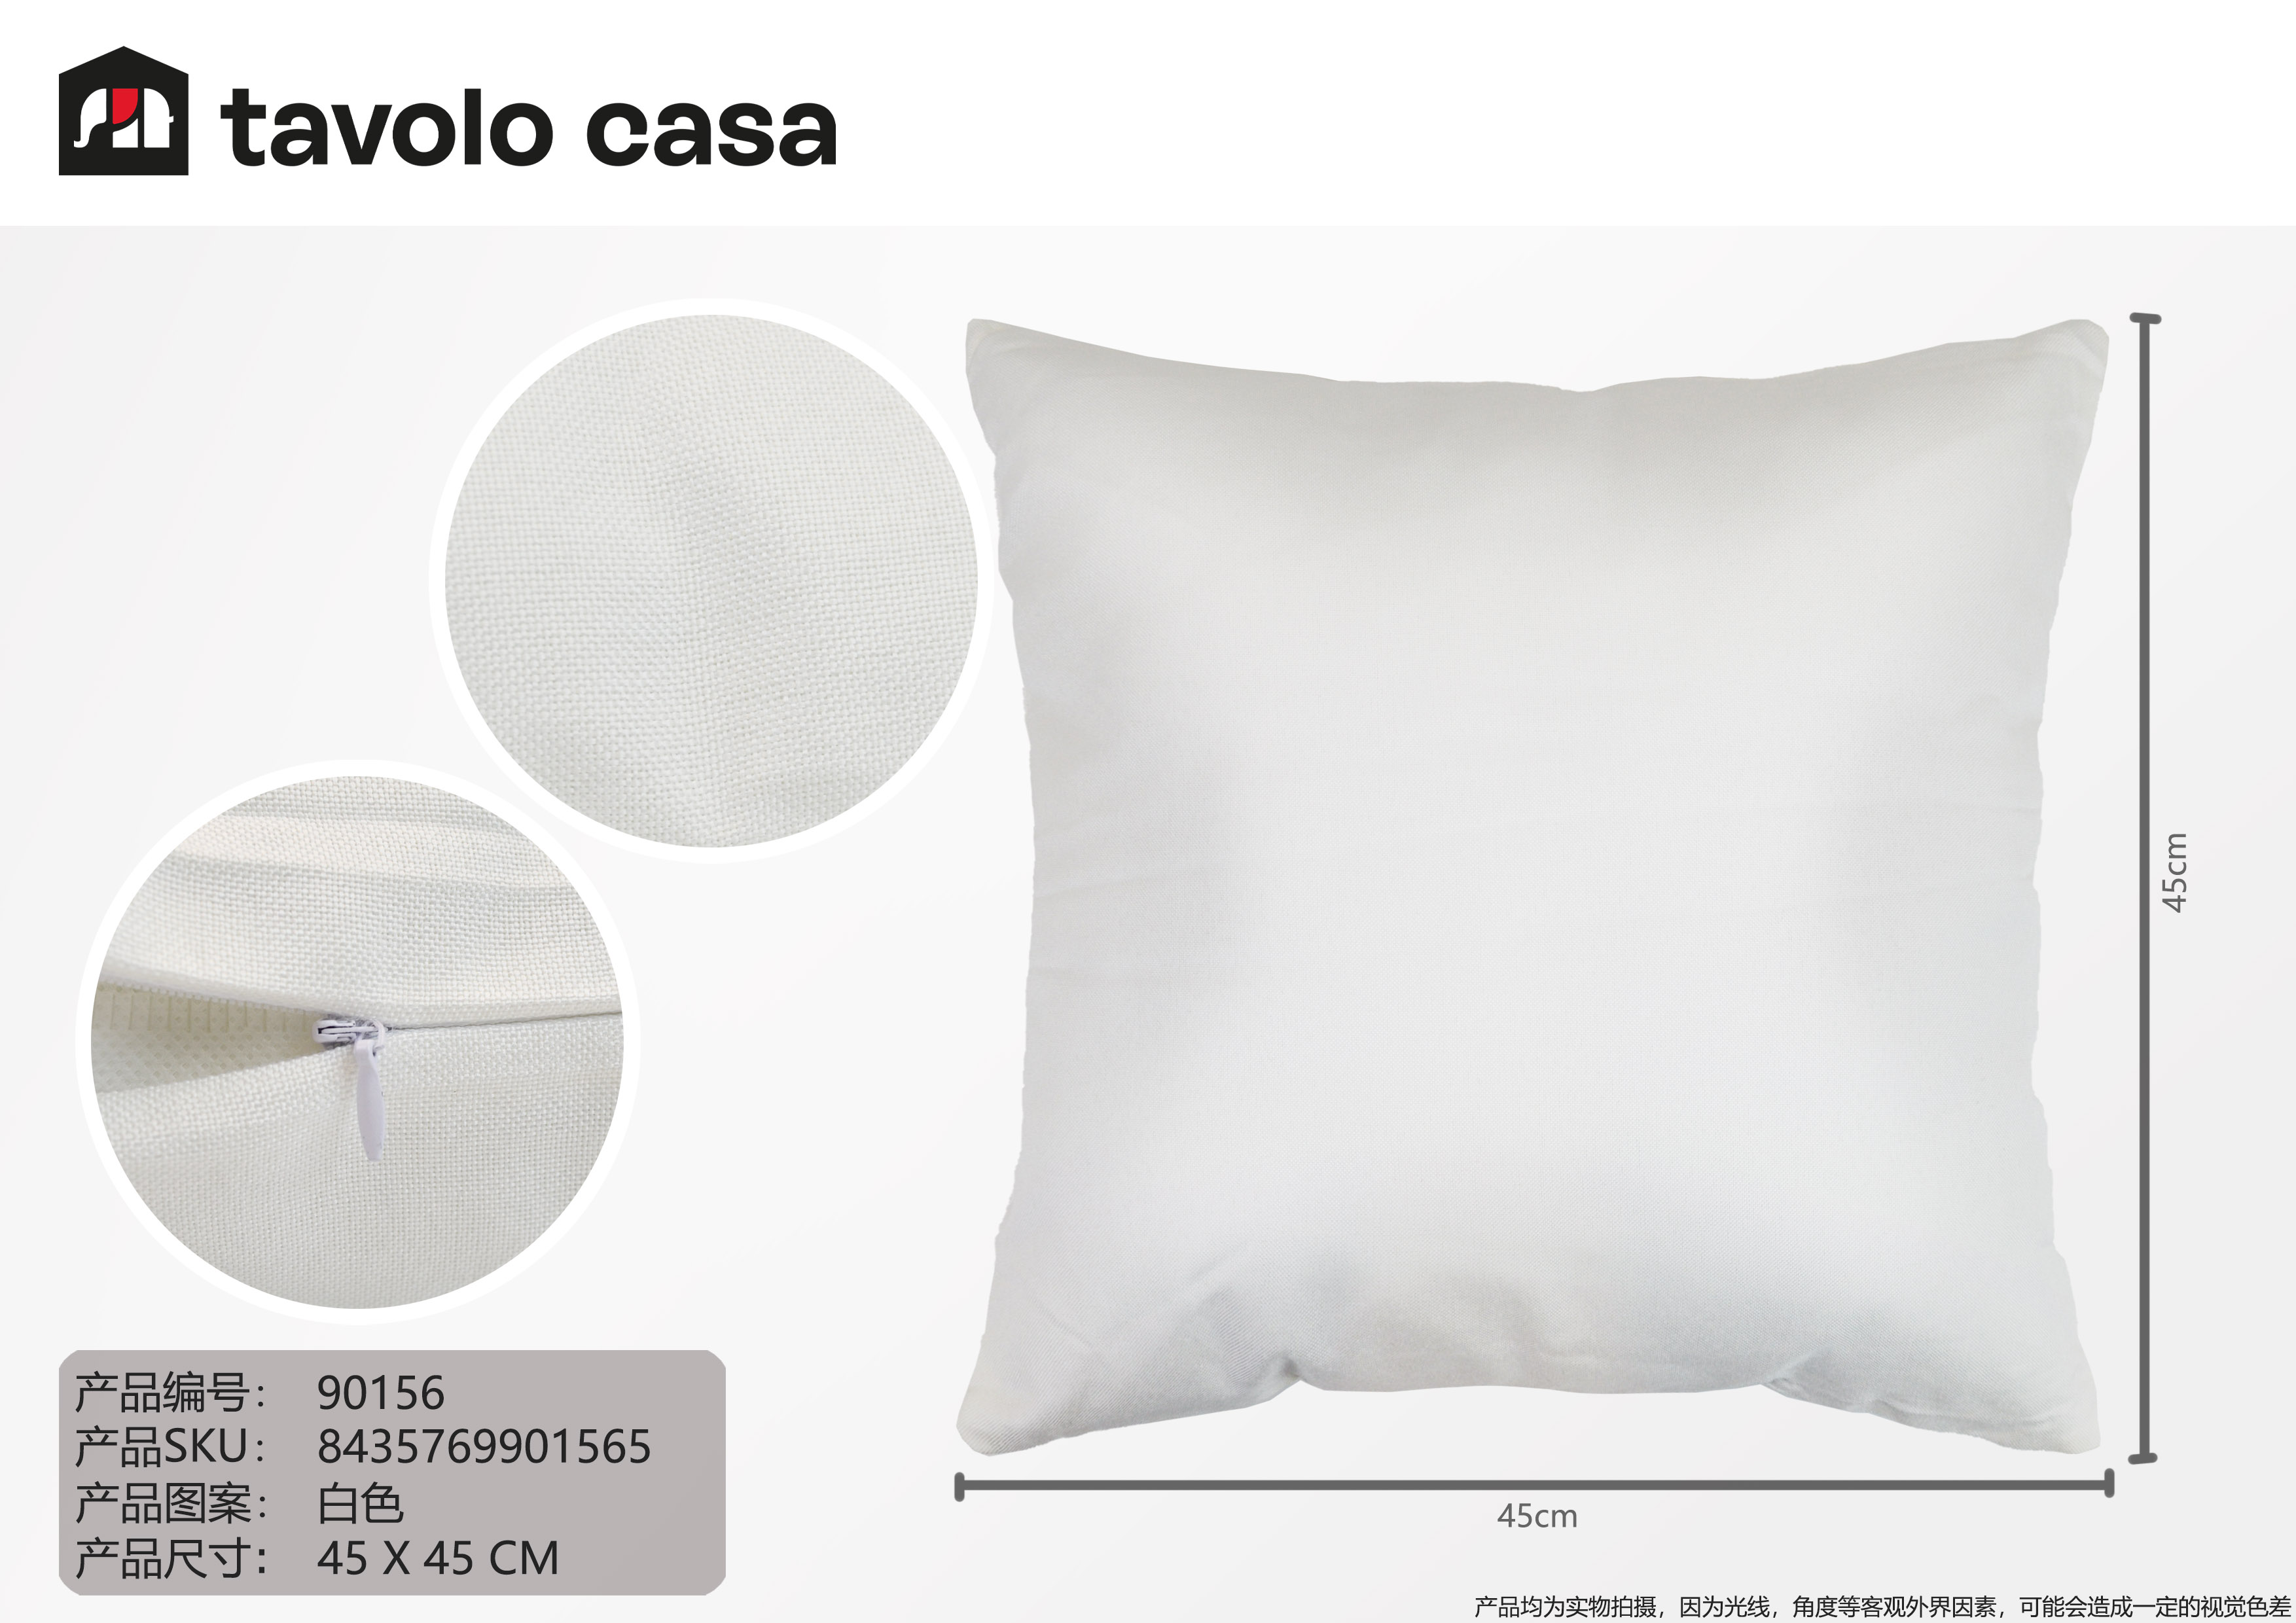 tavolo casa
45cm
产品编号： 90156
产品SKU： 8435769901565
产品图案： 白色
产品尺寸： 45 X 45 CM
45cm
产品均为实物拍摄，因为光线，角度等客观外界因素，可能会造成一定的视觉色差